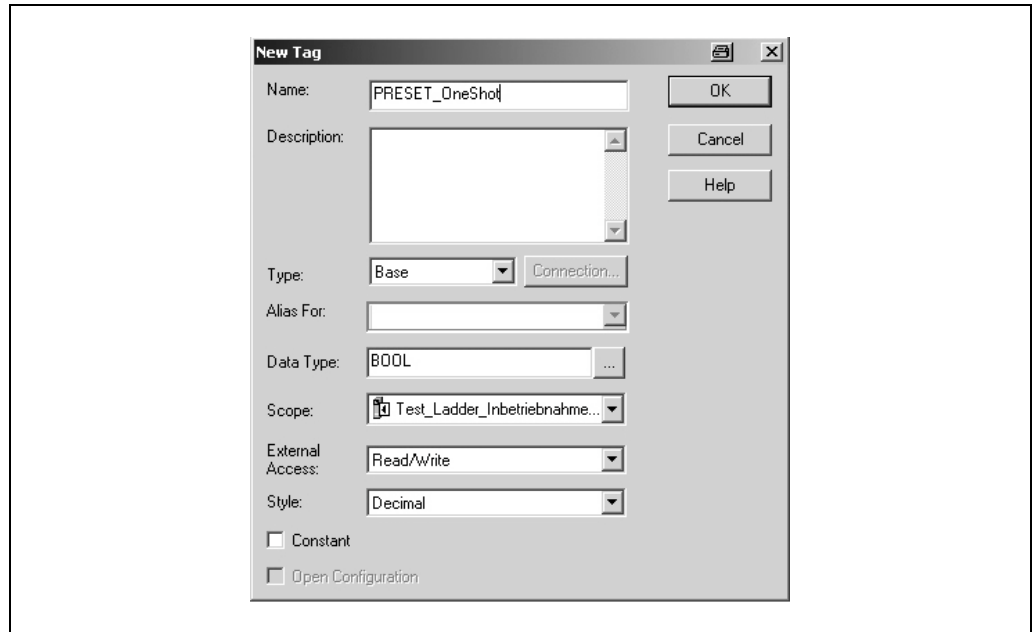 New Tag
Name:
PRESET_OneShot
OK
Description:
Cancel
Help
Type:
Base
Connection...
Alias For:
Data Type:
BOOL
...
Scope:
Test_Ladder_Inbetriebnahme...
External
Access:
Read/Write
Style:
Decimal
Constant
Open Configuration